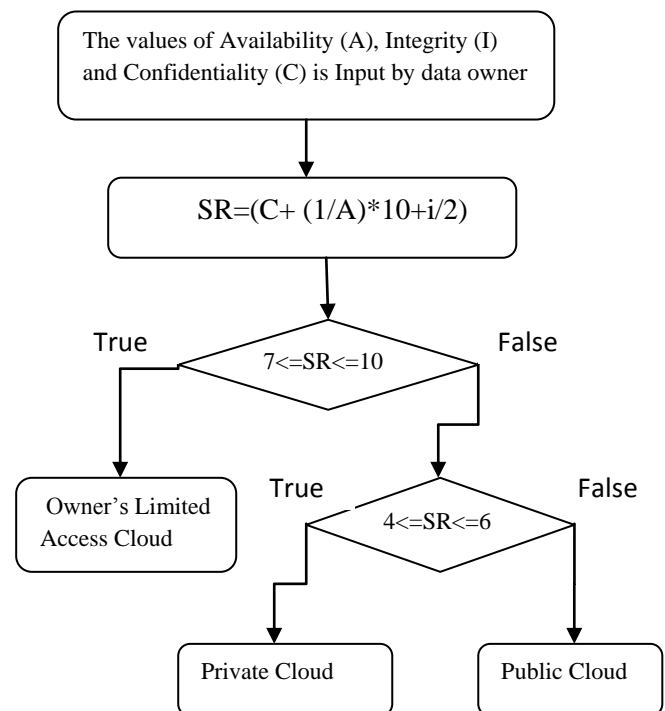 The values of Availability (A), Integrity (I)
and Confidentiality (C) is Input by data owner
SR=(C+ (1/A)*10+i/2)
True
False
7<=SR<=10
Owner's Limited
Access Cloud
True
False
4<=SR<=6
Private Cloud
Public Cloud